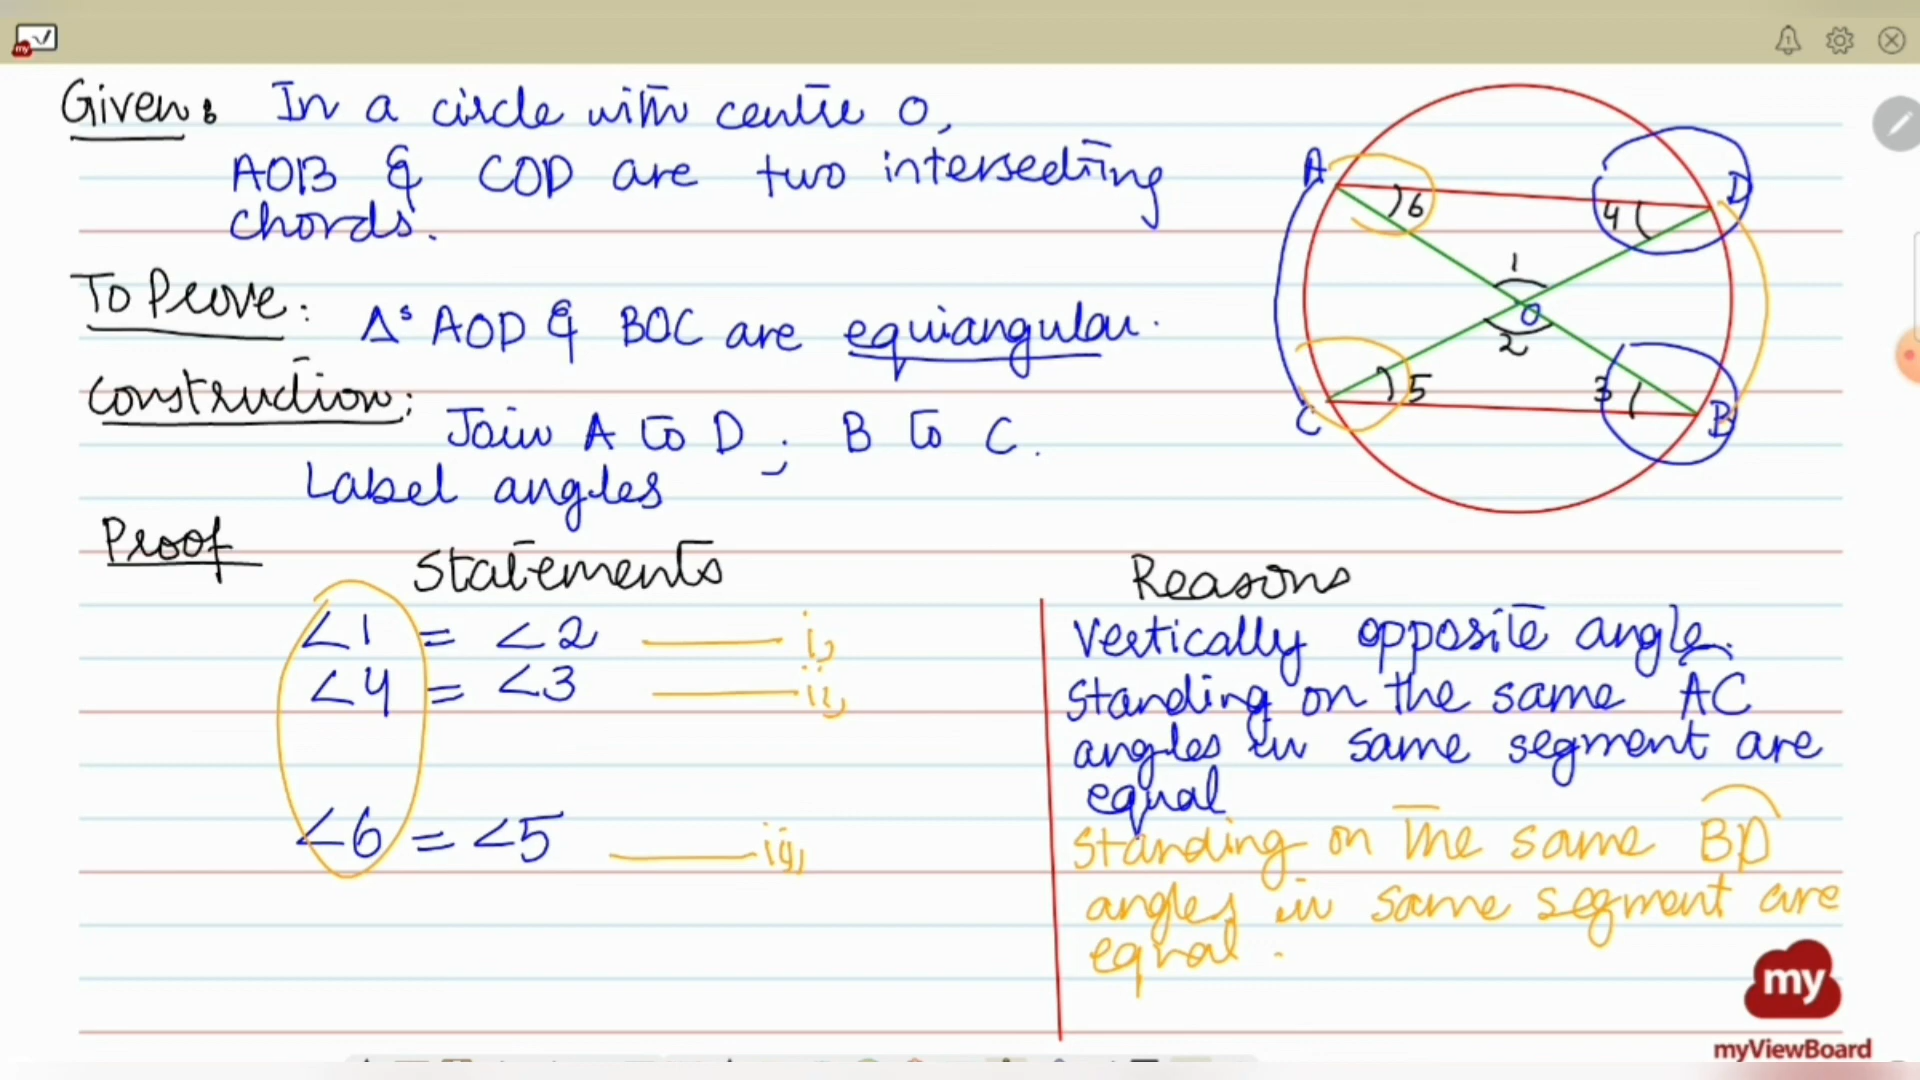 Given: In a circle with centre O,
AOB & COD are two intersecting
chords.
To Prove: Δs AOD & BOC are equiangular.
Construction: Join A to D ; B to C.
Label angles
Proof
Statements
Reasons
∠1 = ∠2 — i,
Vertically opposite angle.
∠4 = ∠3 — ii,
Standing on the same AC
angles in same segment are
equal
∠6 = ∠5 — iii,
Standing on the same BD
angles in same segment are
equal.
A
D
6
4
1
O
2
5
3
C
B
my
my
myViewBoard